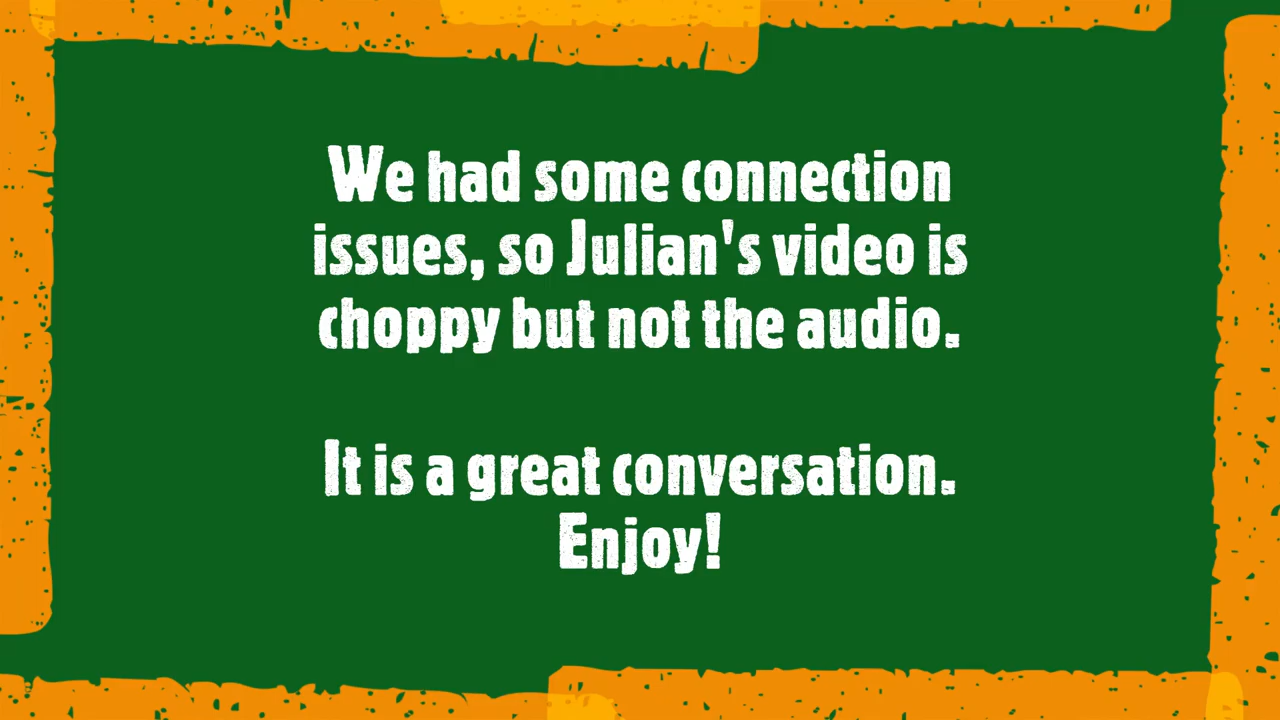 We had some connection
issues, so Julian's video is
choppy but not the audio.
It is a great conversation.
Enjoy!